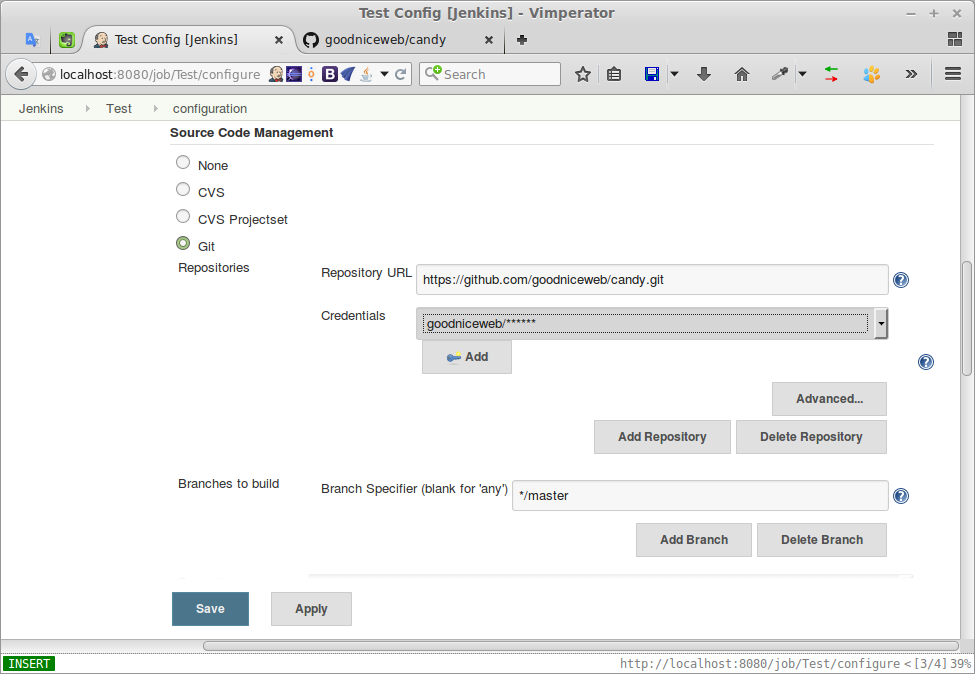 Test Config [Jenkins] - Vimperator
Test Config [Jenkins]
goodniceweb/candy
localhost:8080/job/Test/configure
B
Search
Jenkins Test configuration
Source Code Management
None
CVS
CVS Projectset
Git
Repositories
Repository URL https://github.com/goodniceweb/candy.git
Credentials goodniceweb/******
Add
Advanced...
Add Repository Delete Repository
Branches to build
Branch Specifier (blank for 'any') */master
Add Branch Delete Branch
Save Apply
INSERT http://localhost:8080/job/Test/configure <[3/4] 39%